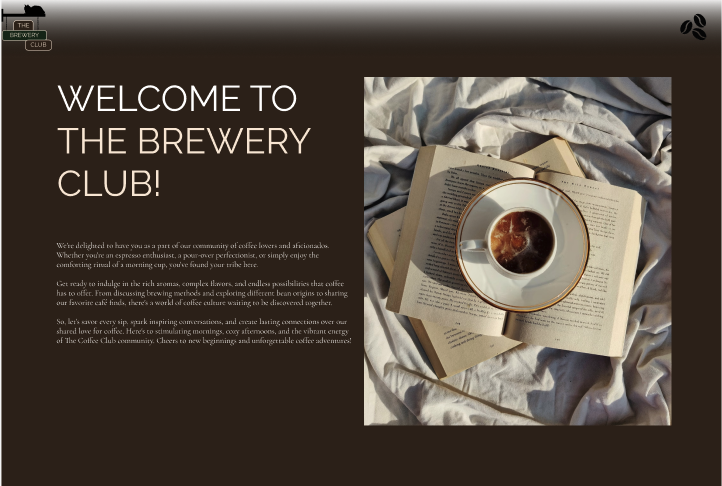 THE
BREWERY
CLUB
WELCOME TO
THE BREWERY
CLUB!
We're delighted to have you as a part of our community of coffee lovers and aficionados.
Whether you're an espresso enthusiast, a pour-over perfectionist, or simply enjoy the
comforting ritual of a morning cup, you've found your tribe here.
Get ready to indulge in the rich aromas, complex flavors, and endless possibilities that coffee
has to offer. From discussing brewing methods and exploring different bean origins to sharing
our favorite café finds, there's a world of coffee culture waiting to be discovered together.
So, let's savor every sip, spark inspiring conversations, and create lasting connections over our
shared love for coffee. Here's to stimulating mornings, cozy afternoons, and the vibrant energy
of The Coffee Club community. Cheers to new beginnings and unforgettable coffee adventures!